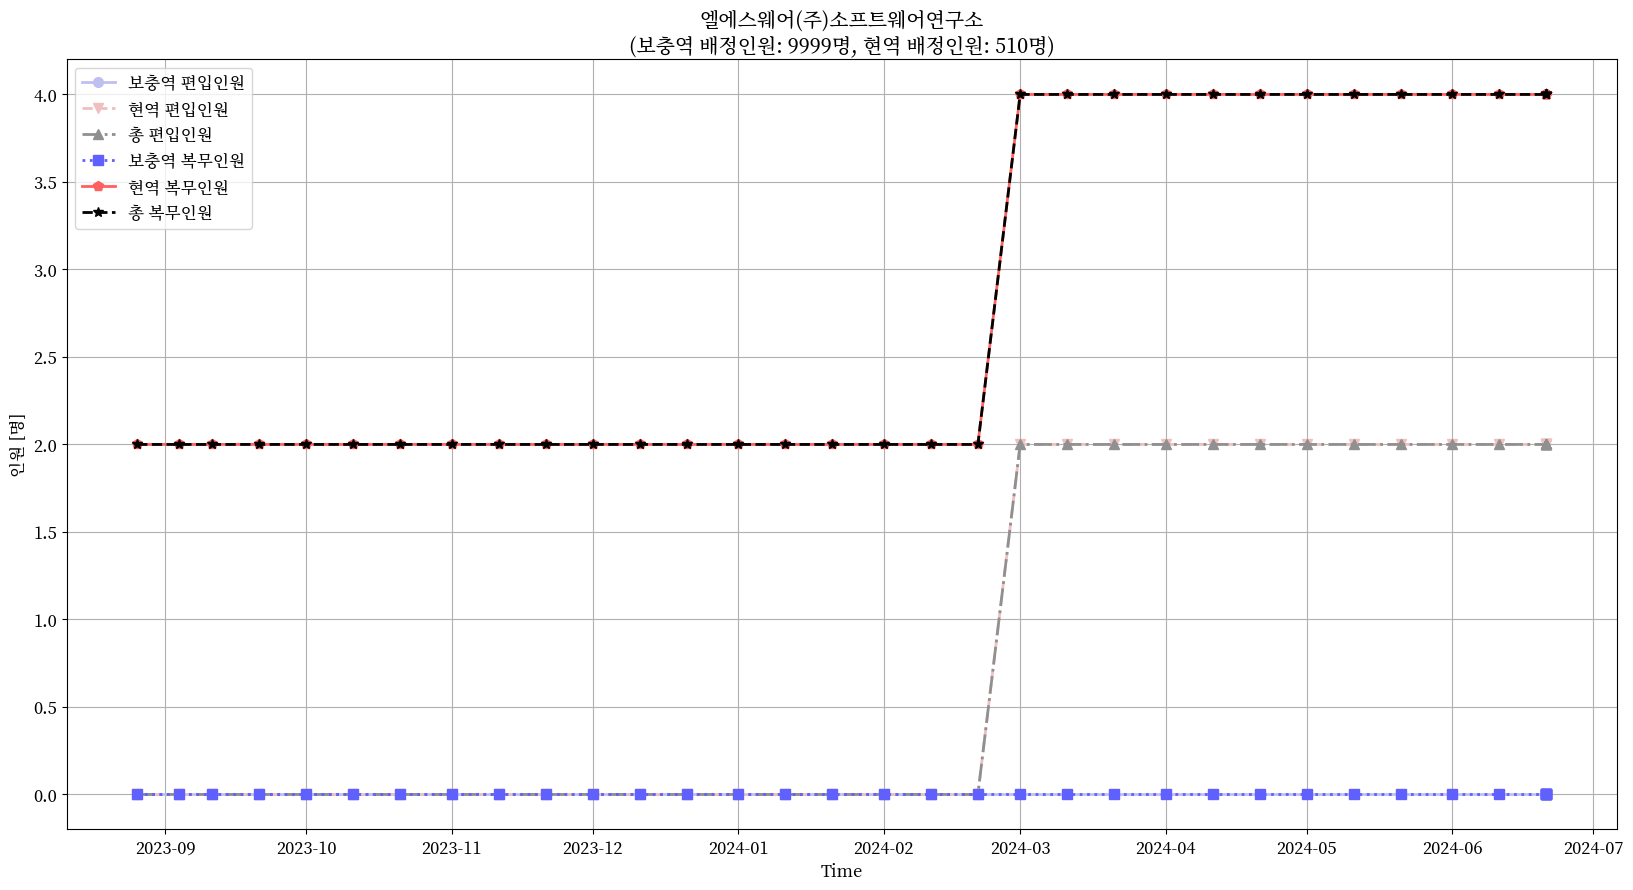 엘에스웨어(주)소프트웨어연구소
(보충역 배정인원: 9999명, 현역 배정인원: 510명)
보충역 편입인원
현역 편입인원
총 편입인원
보충역 복무인원
현역 복무인원
총 복무인원
4.0
3.5
3.0
2.5
2.0
1.5
1.0
0.5
0.0
인원 [명]
2023-09 2023-10 2023-11 2023-12 2024-01 2024-02 2024-03 2024-04 2024-05 2024-06 2024-07
Time